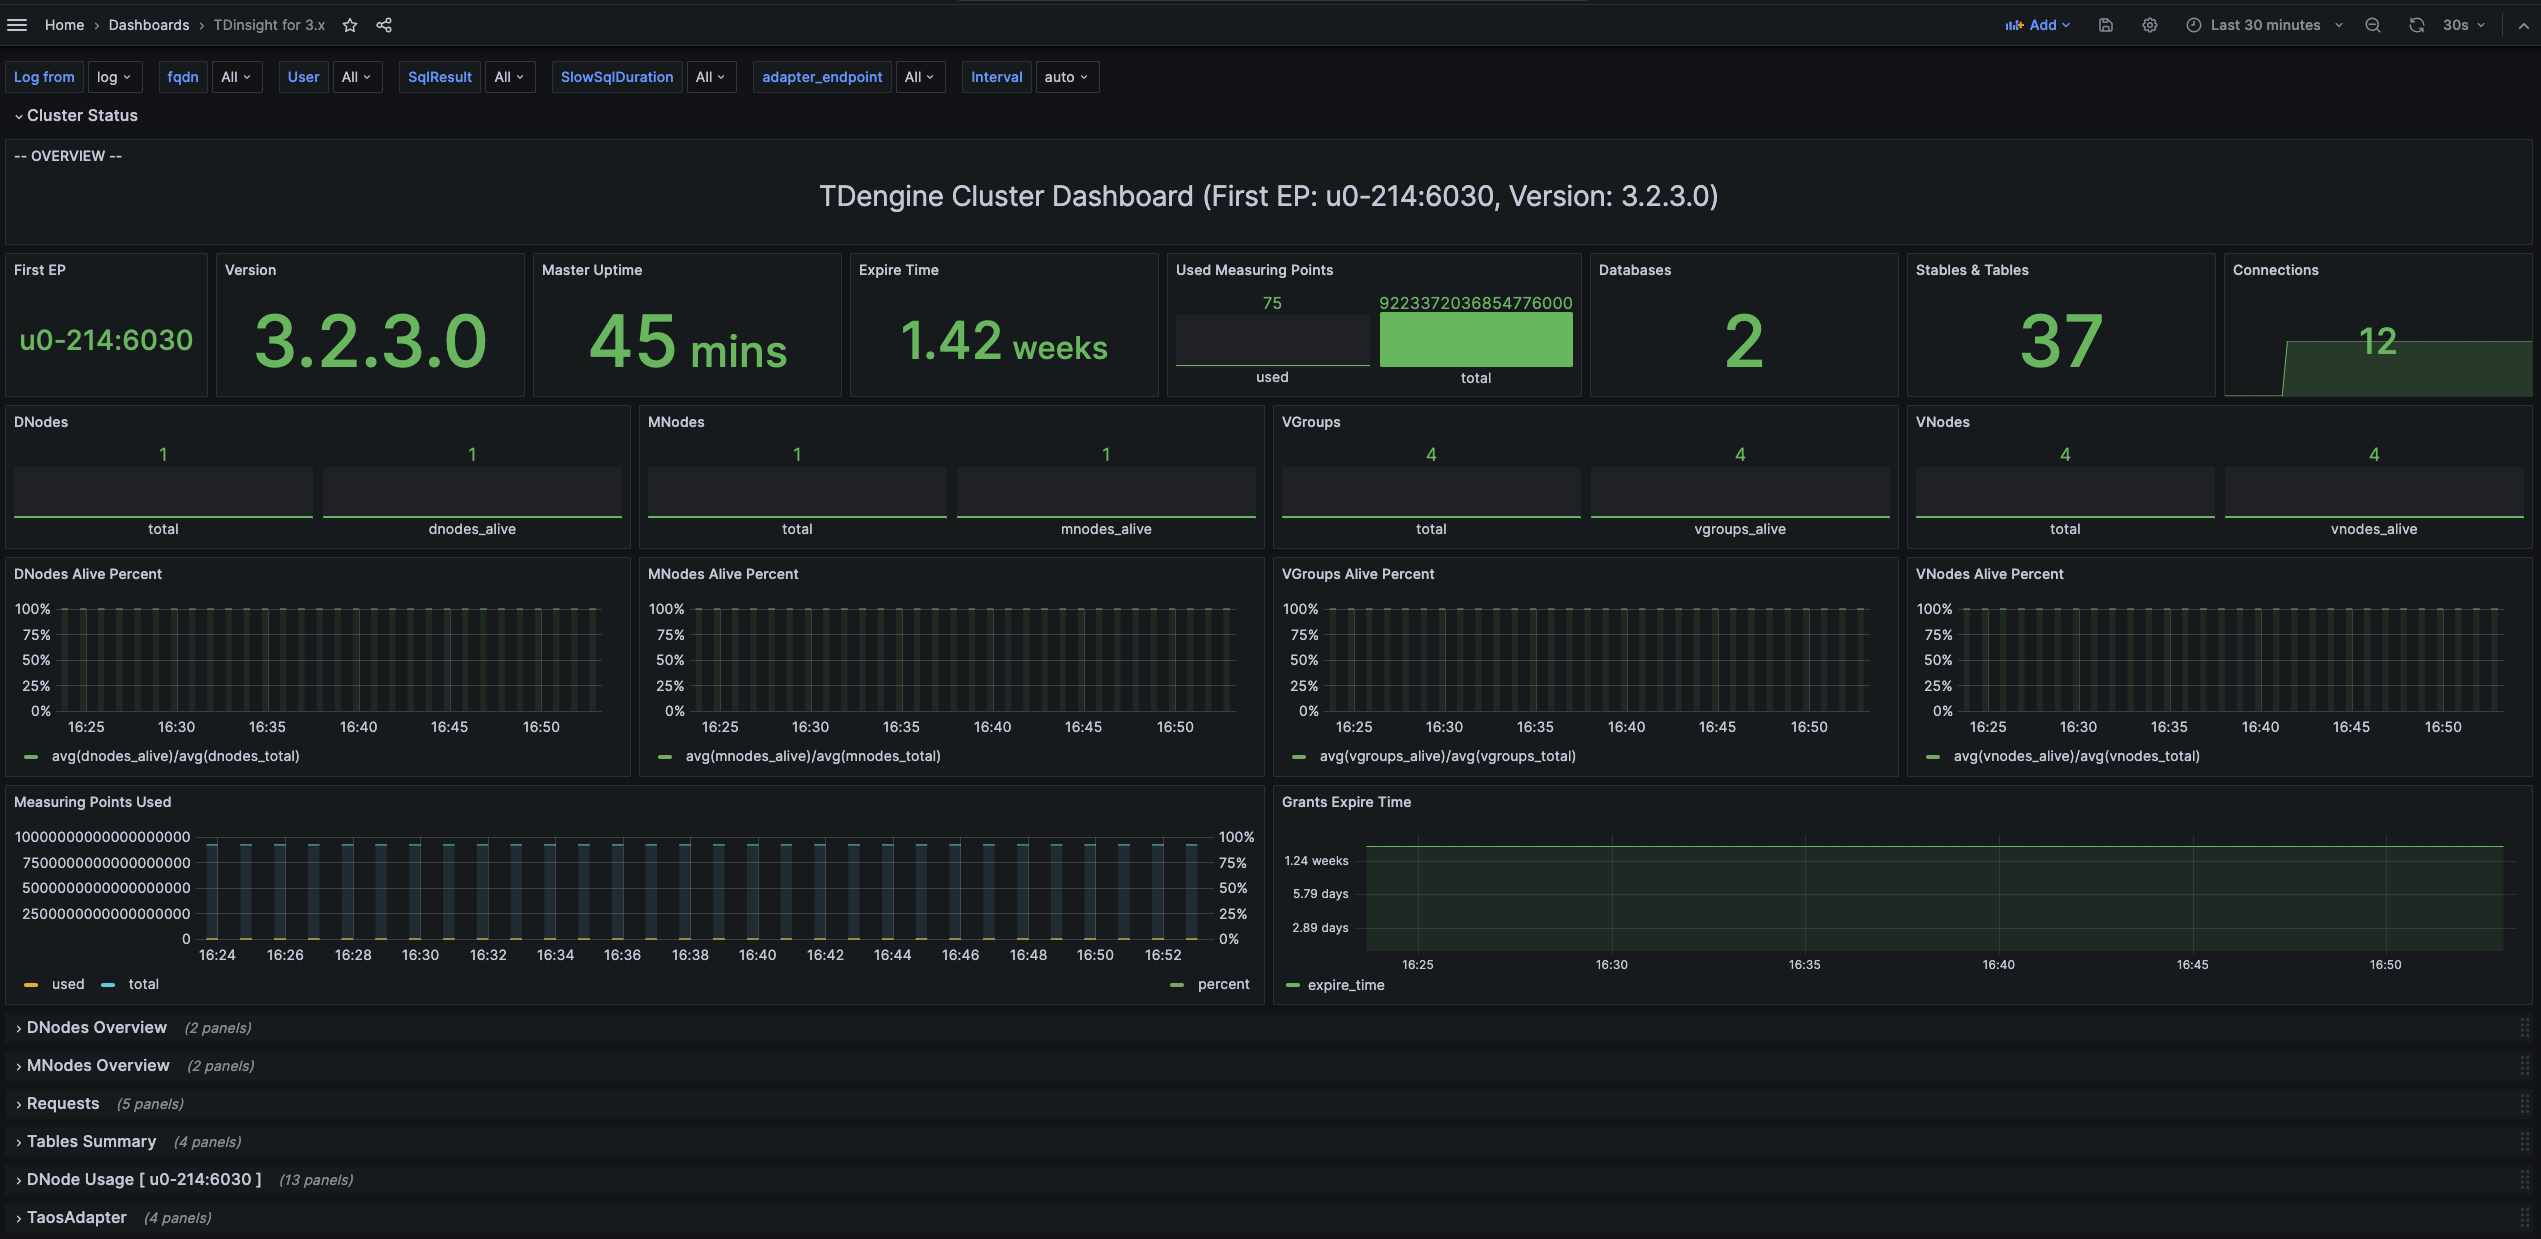 Home › Dashboards › TDinsight for 3.x
Add
Last 30 minutes
30s
Log from log fqdn All User All SqlResult All SlowSqlDuration All adapter_endpoint All Interval auto
Cluster Status
-- OVERVIEW --
TDengine Cluster Dashboard (First EP: u0-214:6030, Version: 3.2.3.0)
First EP
u0-214:6030
Version
3.2.3.0
Master Uptime
45 mins
Expire Time
1.42 weeks
Used Measuring Points
75 9223372036854776000
used total
Databases
2
Stables & Tables
37
Connections
12
DNodes
1 1
total dnodes_alive
MNodes
1 1
total mnodes_alive
VGroups
4 4
total vgroups_alive
VNodes
4 4
total vnodes_alive
DNodes Alive Percent
100%
75%
50%
25%
0%
16:25 16:30 16:35 16:40 16:45 16:50
avg(dnodes_alive)/avg(dnodes_total)
MNodes Alive Percent
100%
75%
50%
25%
0%
16:25 16:30 16:35 16:40 16:45 16:50
avg(mnodes_alive)/avg(mnodes_total)
VGroups Alive Percent
100%
75%
50%
25%
0%
16:25 16:30 16:35 16:40 16:45 16:50
avg(vgroups_alive)/avg(vgroups_total)
VNodes Alive Percent
100%
75%
50%
25%
0%
16:25 16:30 16:35 16:40 16:45 16:50
avg(vnodes_alive)/avg(vnodes_total)
Measuring Points Used
10000000000000000000 100%
7500000000000000000 75%
5000000000000000000 50%
2500000000000000000 25%
0 0%
16:24 16:26 16:28 16:30 16:32 16:34 16:36 16:38 16:40 16:42 16:44 16:46 16:48 16:50 16:52
used total percent
Grants Expire Time
1.24 weeks
5.79 days
2.89 days
16:25 16:30 16:35 16:40 16:45 16:50
expire_time
DNodes Overview (2 panels)
MNodes Overview (2 panels)
Requests (5 panels)
Tables Summary (4 panels)
DNode Usage [ u0-214:6030 ] (13 panels)
TaosAdapter (4 panels)